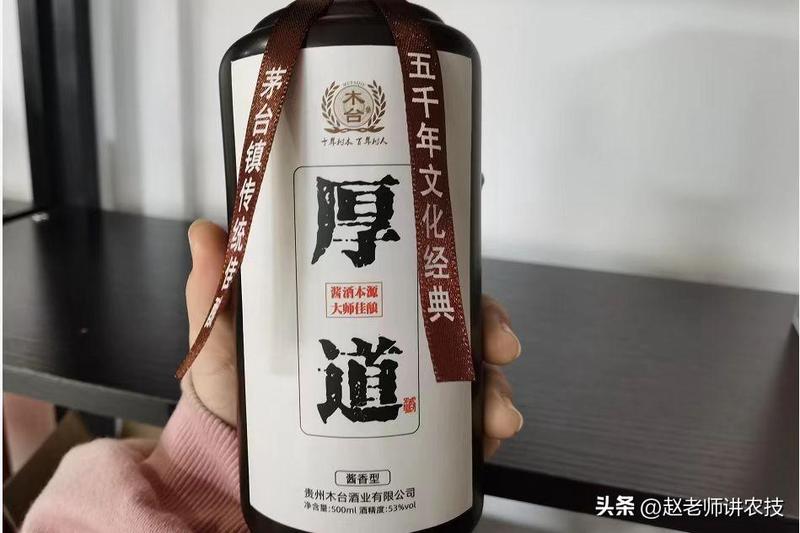 茅台镇传统佳酿
五千年文化经典
木台
十年树木 百年树人
厚道
酱酒本源
大师佳酿
酱香型
贵州木台酒业有限公司
净含量:500ml 酒精度:53%vol
头条 @赵老师讲农技